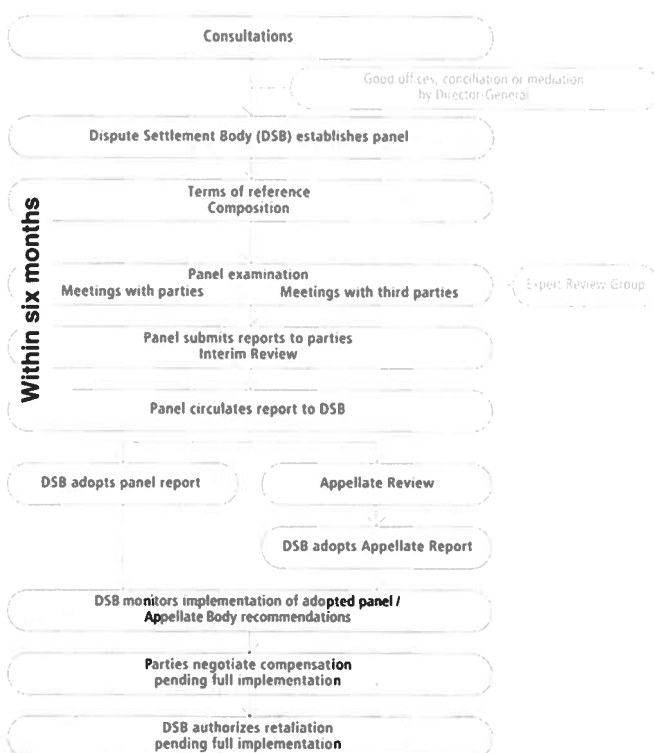 Consultations
Good offices, conciliation or mediation
by Director-General
Dispute Settlement Body (DSB) establishes panel
Terms of reference
Composition
Within six months
Panel examination
Meetings with parties Meetings with third parties
Expert Review Group
Panel submits reports to parties
Interim Review
Panel circulates report to DSB
DSB adopts panel report
Appellate Review
DSB adopts Appellate Report
DSB monitors implementation of adopted panel /
Appellate Body recommendations
Parties negotiate compensation
pending full implementation
DSB authorizes retaliation
pending full implementation